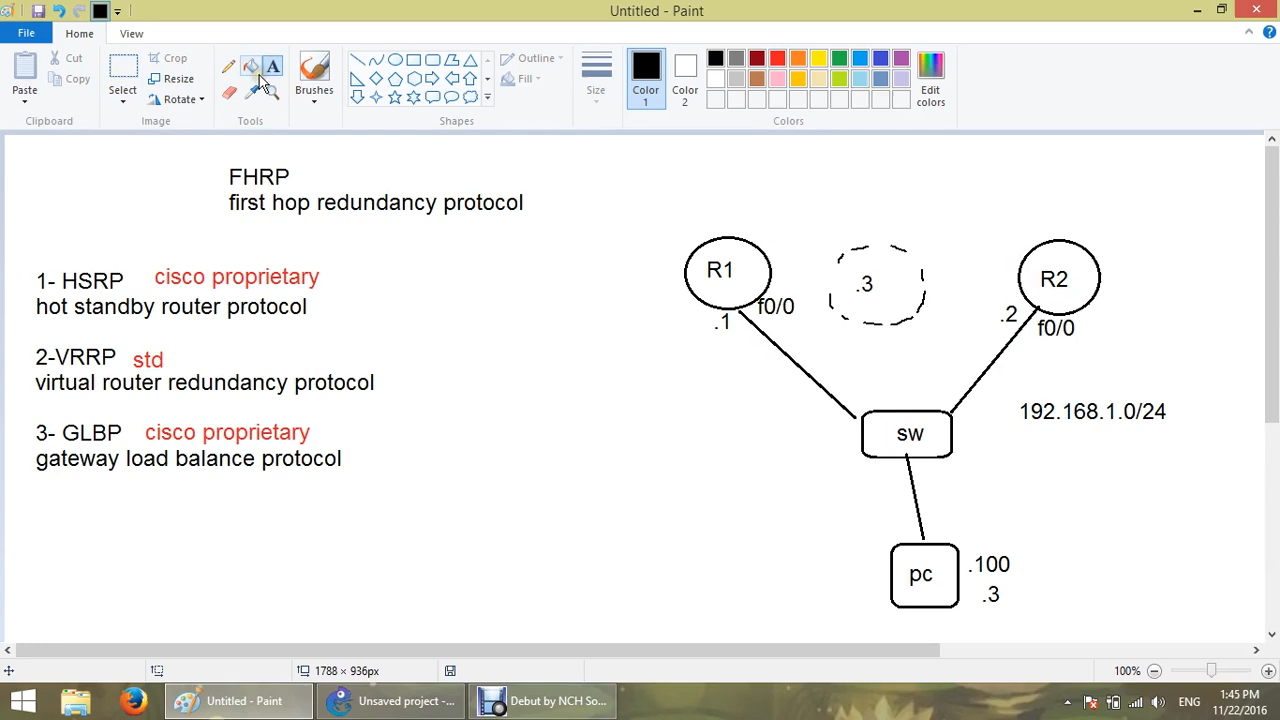 Untitled - Paint
File
Home
View
Paste
Cut
Copy
Clipboard
Select
Crop
Resize
Rotate
Image
A
Tools
Brushes
Outline
Fill
Shapes
Size
Color 1
Color 2
Edit colors
Colors
FHRP
first hop redundancy protocol
1- HSRP cisco proprietary
hot standby router protocol
2-VRRP std
virtual router redundancy protocol
3- GLBP cisco proprietary
gateway load balance protocol
R1
f0/0
.1
.3
R2
.2
f0/0
192.168.1.0/24
sw
pc
.100
.3
1788 × 936px
100%
Untitled - Paint
Unsaved project -...
Debut by NCH So...
ENG
1:45 PM
11/22/2016